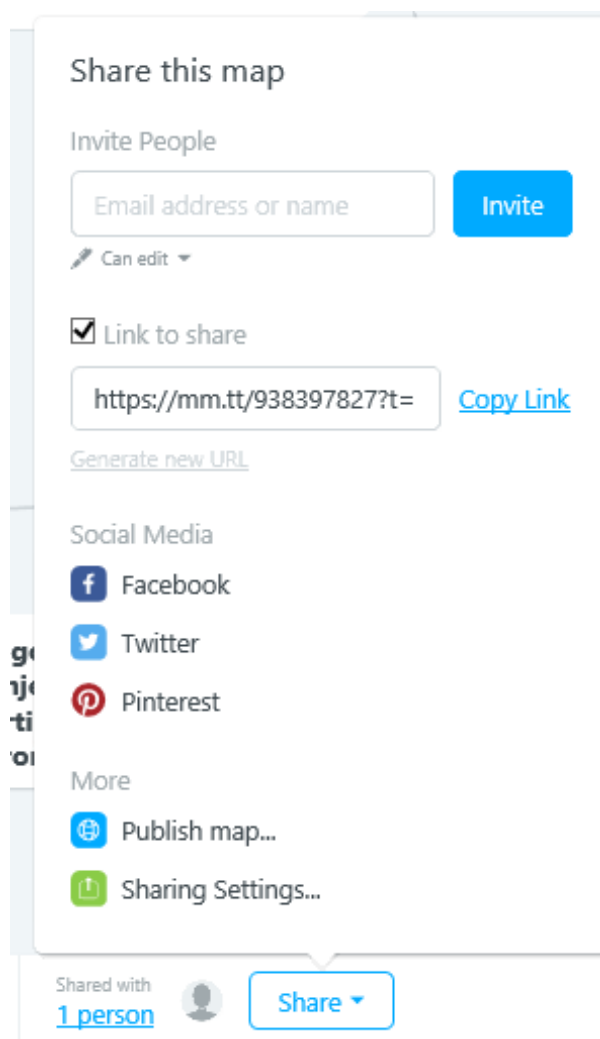 Share this map
Invite People
Email address or name
Invite
Can edit
Link to share
https://mm.tt/938397827?t=
Copy Link
Generate new URL
Social Media
Facebook
Twitter
Pinterest
More
Publish map...
Sharing Settings...
Shared with
1 person
Share